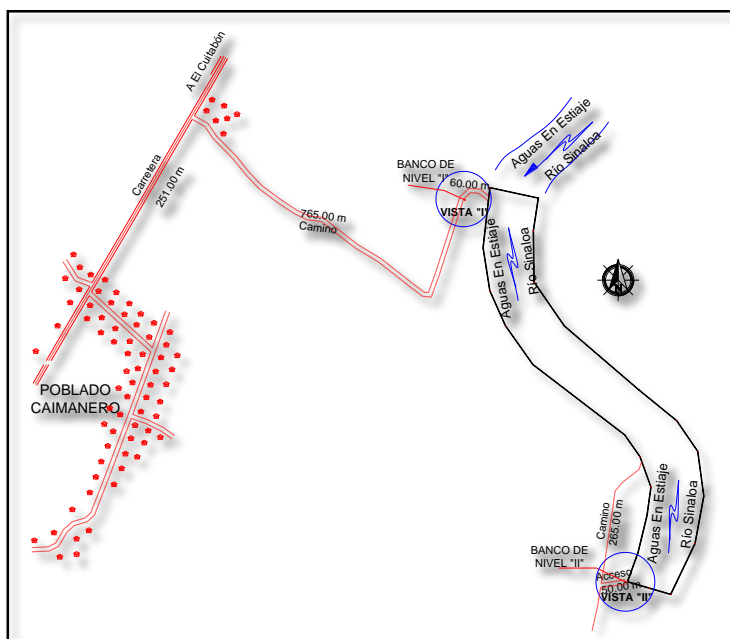 A El Cuitabón
Carretera
251.00 m
765.00 m
Camino
BANCO DE
NIVEL "I"
60.00 m
VISTA "I"
Aguas En Estiaje
Río Sinaloa
Aguas En Estiaje
Río Sinaloa
N
POBLADO
CAIMANERO
Camino
265.00 m
Aguas En Estiaje
Río Sinaloa
BANCO DE
NIVEL "II"
Acceso
50.00 m
VISTA "II"